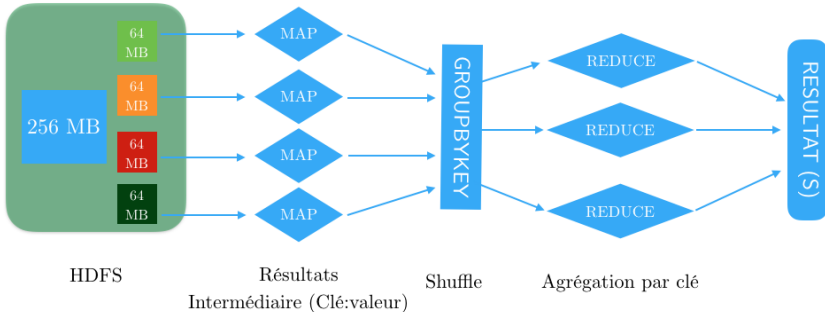 64
MB
MAP
64
MB
MAP
256 MB
64
MB
MAP
64
MB
MAP
GROUPBYKEY
REDUCE
REDUCE
REDUCE
RESULTAT (S)
HDFS
Résultats
Intermédiaire (Clé:valeur)
Shuffle
Agrégation par clé